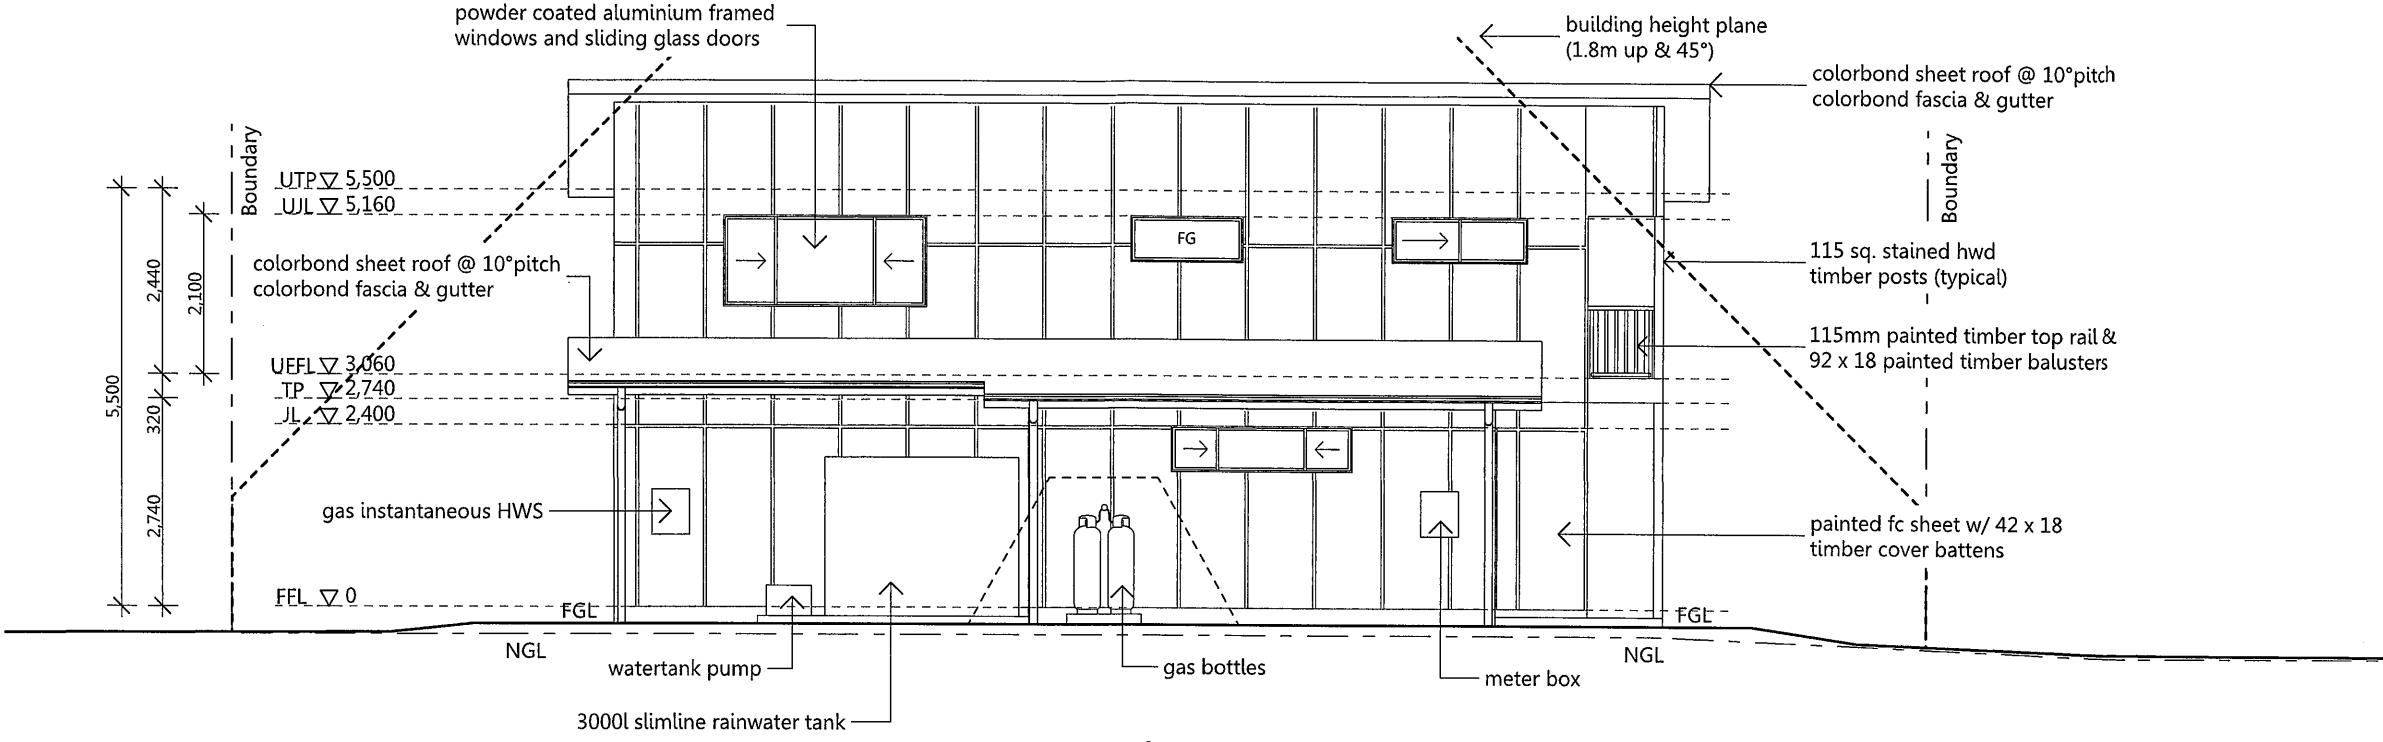 powder coated aluminium framed
windows and sliding glass doors
building height plane
(1.8m up & 45°)
colorbond sheet roof @ 10°pitch
colorbond fascia & gutter
Boundary
Boundary
UTP 5,500
UJL 5,160
colorbond sheet roof @ 10°pitch
colorbond fascia & gutter
FG
115 sq. stained hwd
timber posts (typical)
2,440
2,100
115mm painted timber top rail &
92 x 18 painted timber balusters
UFFL 3,060
TP 2,740
JL 2,400
5,500
320
2,740
gas instantaneous HWS
painted fc sheet w/ 42 x 18
timber cover battens
FFL 0
FGL
FGL
NGL
NGL
watertank pump
gas bottles
meter box
3000l slimline rainwater tank